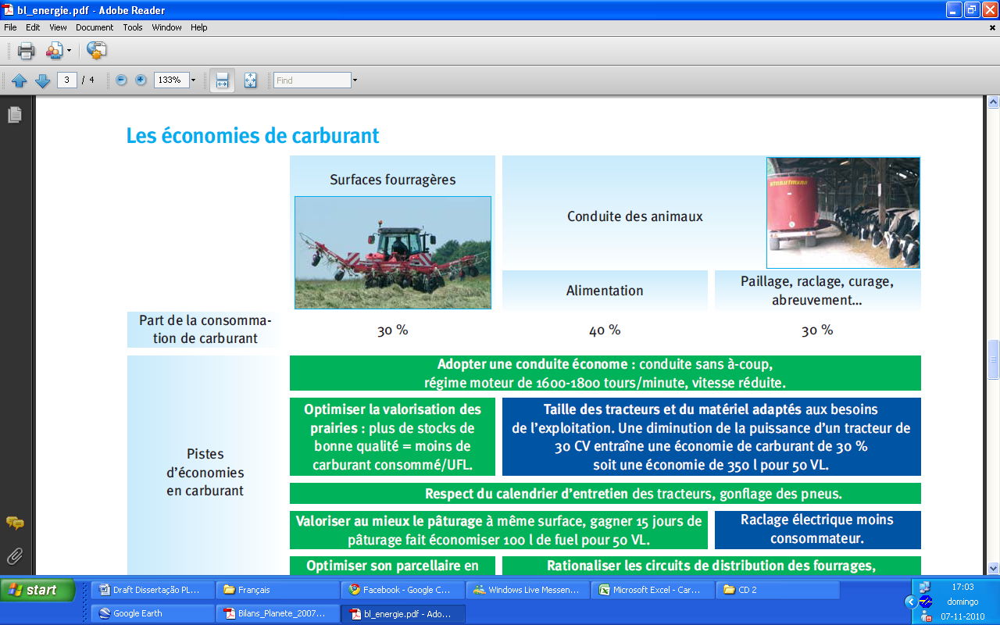 bl_energie.pdf - Adobe Reader
File Edit View Document Tools Window Help
3 / 4 133% Find
Les économies de carburant
Surfaces fourragères
Conduite des animaux
Alimentation
Paillage, raclage, curage,
abreuvement...
Part de la consomma-
tion de carburant
30 % 40 % 30 %
Pistes
d'économies
en carburant
Adopter une conduite économe : conduite sans à-coup,
régime moteur de 1600-1800 tours/minute, vitesse réduite.
Optimiser la valorisation des
prairies : plus de stocks de
bonne qualité = moins de
carburant consommé/UFL.
Taille des tracteurs et du matériel adaptés aux besoins
de l'exploitation. Une diminution de la puissance d'un tracteur de
30 CV entraîne une économie de carburant de 30 %
soit une économie de 350 l pour 50 VL.
Respect du calendrier d'entretien des tracteurs, gonflage des pneus.
Valoriser au mieux le pâturage à même surface, gagner 15 jours de
pâturage fait économiser 100 l de fuel pour 50 VL.
Raclage électrique moins
consommateur.
Optimiser son parcellaire en
Rationaliser les circuits de distribution des fourrages,
start
Draft Dissertação PL... Français Facebook - Google C... Windows Live Messen... Microsoft Excel - Car... CD 2
Google Earth Bilans_Planete_2007... bl_energie.pdf - Ado...
17:03
domingo
07-11-2010